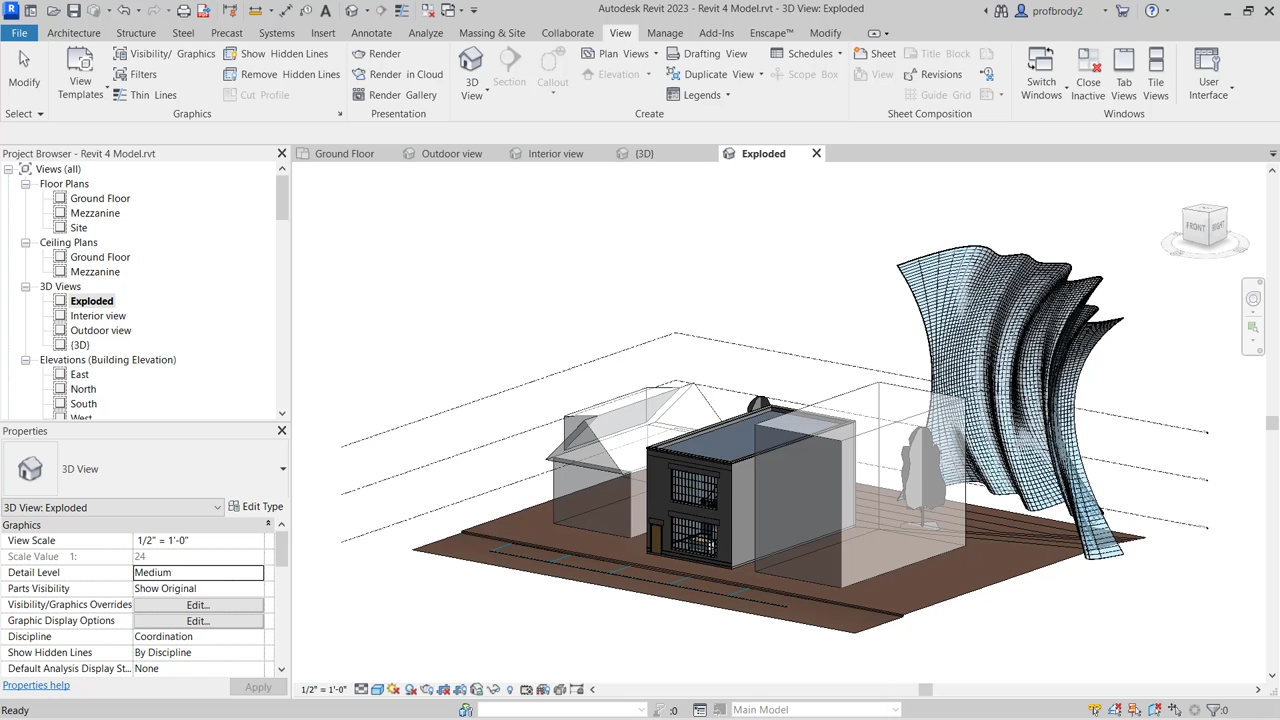 Autodesk Revit 2023 - Revit 4 Model.rvt - 3D View: Exploded
profbrody2
File Architecture Structure Steel Precast Systems Insert Annotate Analyze Massing & Site Collaborate View Manage Add-Ins Enscape™ Modify
Modify
View Templates
Visibility/ Graphics
Filters
Thin Lines
Show Hidden Lines
Remove Hidden Lines
Cut Profile
Render
Render in Cloud
Render Gallery
3D View
Section
Callout
Plan Views
Elevation
Drafting View
Duplicate View
Legends
Schedules
Scope Box
Sheet
View
Title Block
Revisions
Guide Grid
Switch Windows
Close Inactive
Tab Views
Tile Views
User Interface
Select Graphics Presentation Create Sheet Composition Windows
Project Browser - Revit 4 Model.rvt
Ground Floor Outdoor view Interior view {3D} Exploded
Views (all)
Floor Plans
Ground Floor
Mezzanine
Site
Ceiling Plans
Ground Floor
Mezzanine
3D Views
Exploded
Interior view
Outdoor view
{3D}
Elevations (Building Elevation)
East
North
South
West
FRONT RIGHT
Properties
3D View
3D View: Exploded Edit Type
Graphics
View Scale 1/2" = 1'-0"
Scale Value 1: 24
Detail Level Medium
Parts Visibility Show Original
Visibility/Graphics Overrides Edit...
Graphic Display Options Edit...
Discipline Coordination
Show Hidden Lines By Discipline
Default Analysis Display St... None
Properties help Apply
1/2" = 1'-0"
Ready :0 Main Model :0